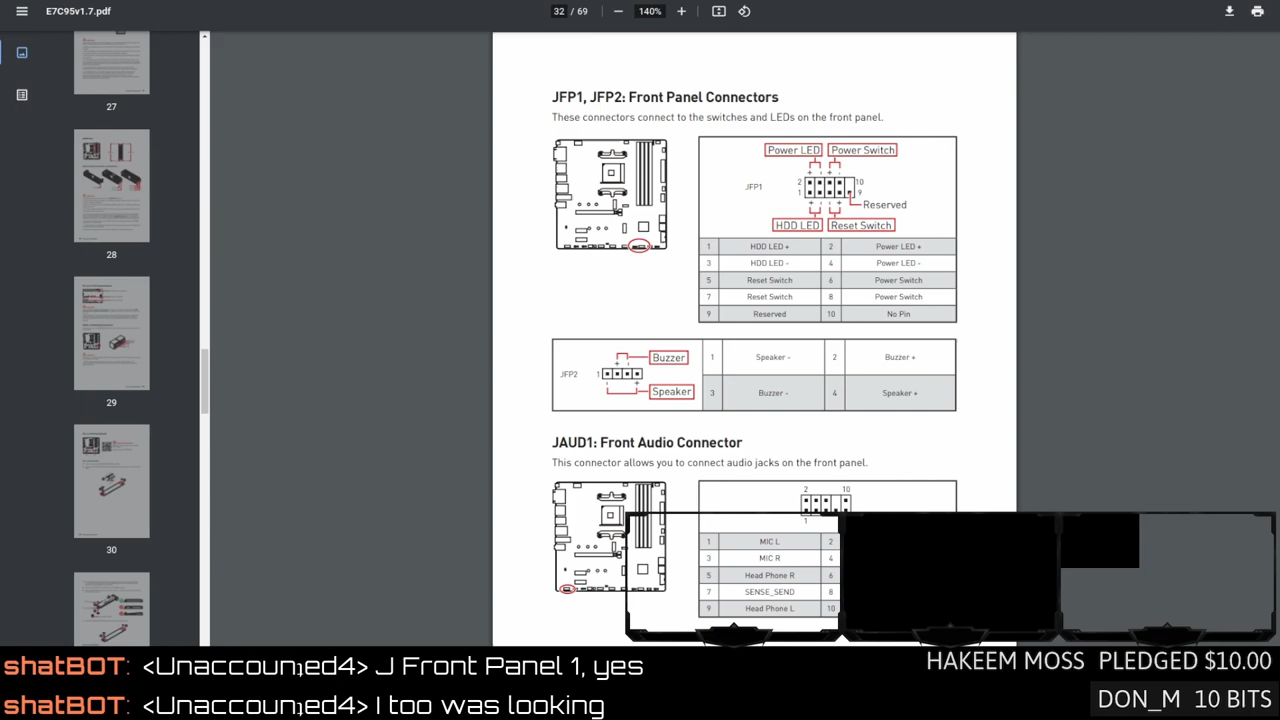 E7C95v1.7.pdf
32 / 69
140%
27
28
29
30
JFP1, JFP2: Front Panel Connectors
These connectors connect to the switches and LEDs on the front panel.
Power LED Power Switch
+ - + -
2 10
JFP1
1 9
Reserved
+ - - +
HDD LED Reset Switch
1 HDD LED + 2 Power LED +
3 HDD LED - 4 Power LED -
5 Reset Switch 6 Power Switch
7 Reset Switch 8 Power Switch
9 Reserved 10 No Pin
Buzzer
+ -
JFP2 1
- +
Speaker
1 Speaker - 2 Buzzer +
3 Buzzer - 4 Speaker +
JAUD1: Front Audio Connector
This connector allows you to connect audio jacks on the front panel.
2 10
1
1 MIC L 2
3 MIC R 4
5 Head Phone R 6
7 SENSE_SEND 8
9 Head Phone L 10
shatBOT: <Unaccounted4> J Front Panel 1, yes
shatBOT: <Unaccounted4> I too was looking
HAKEEM MOSS PLEDGED $10.00
DON_M 10 BITS